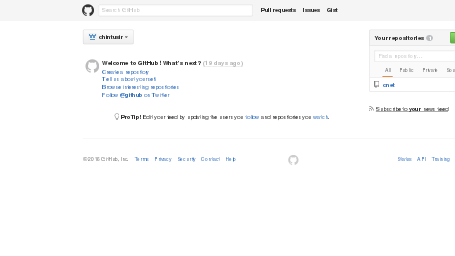 Search GitHub
Pull requests Issues Gist
chintusir
Welcome to GitHub! What's next? (19 days ago)
Create a repository
Tell us about yourself
Browse interesting repositories
Follow @github on Twitter
ProTip! Edit your feed by updating the users you follow and repositories you watch.
Your repositories
Find a repository…
All Public Private
cnet
Subscribe to your news feed
© 2016 GitHub, Inc. Terms Privacy Security Contact Help
Status API Training